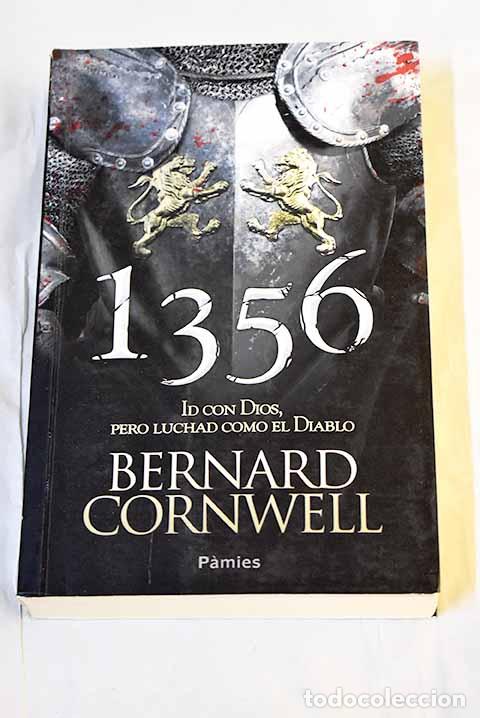 1356
ID CON DIOS,
PERO LUCHAD COMO EL DIABLO
BERNARD
CORNWELL
Pàmies
todocoleccion